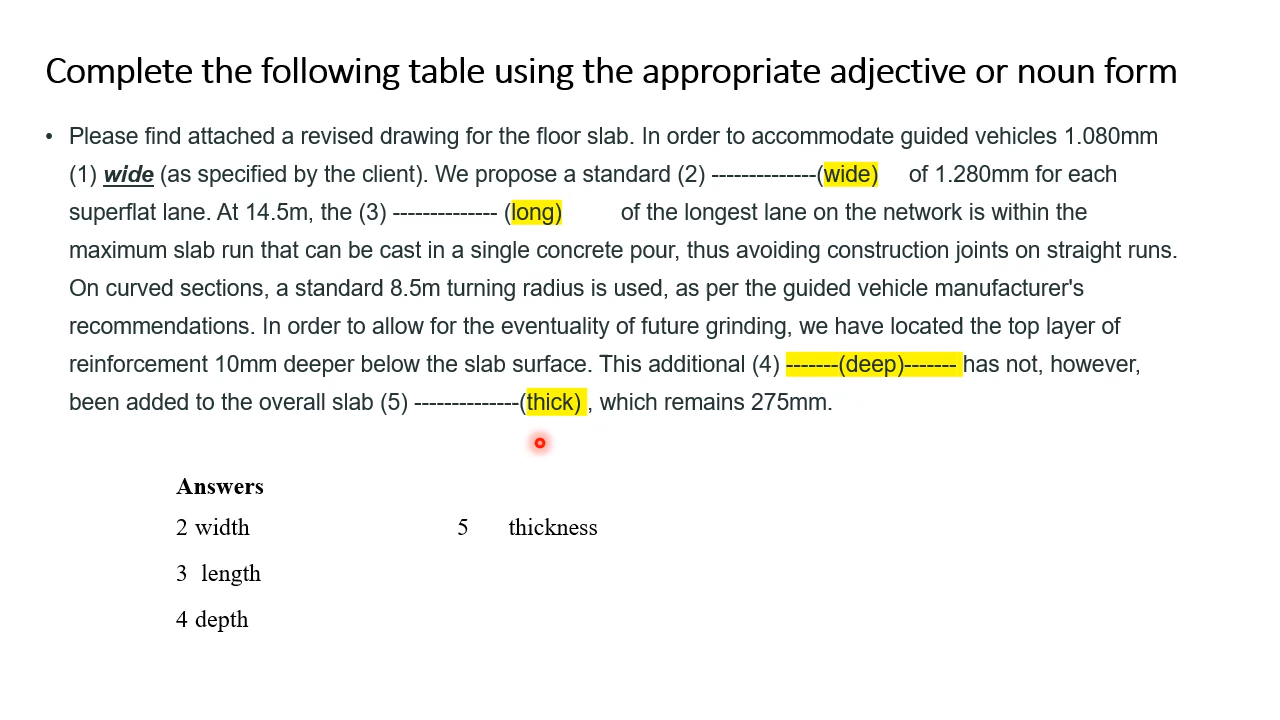 Complete the following table using the appropriate adjective or noun form
• Please find attached a revised drawing for the floor slab. In order to accommodate guided vehicles 1.080mm
(1) wide (as specified by the client). We propose a standard (2) --------------(wide) of 1.280mm for each
superflat lane. At 14.5m, the (3) -------------- (long) of the longest lane on the network is within the
maximum slab run that can be cast in a single concrete pour, thus avoiding construction joints on straight runs.
On curved sections, a standard 8.5m turning radius is used, as per the guided vehicle manufacturer's
recommendations. In order to allow for the eventuality of future grinding, we have located the top layer of
reinforcement 10mm deeper below the slab surface. This additional (4) -------(deep)------- has not, however,
been added to the overall slab (5) --------------(thick) , which remains 275mm.
Answers
2 width 5 thickness
3 length
4 depth